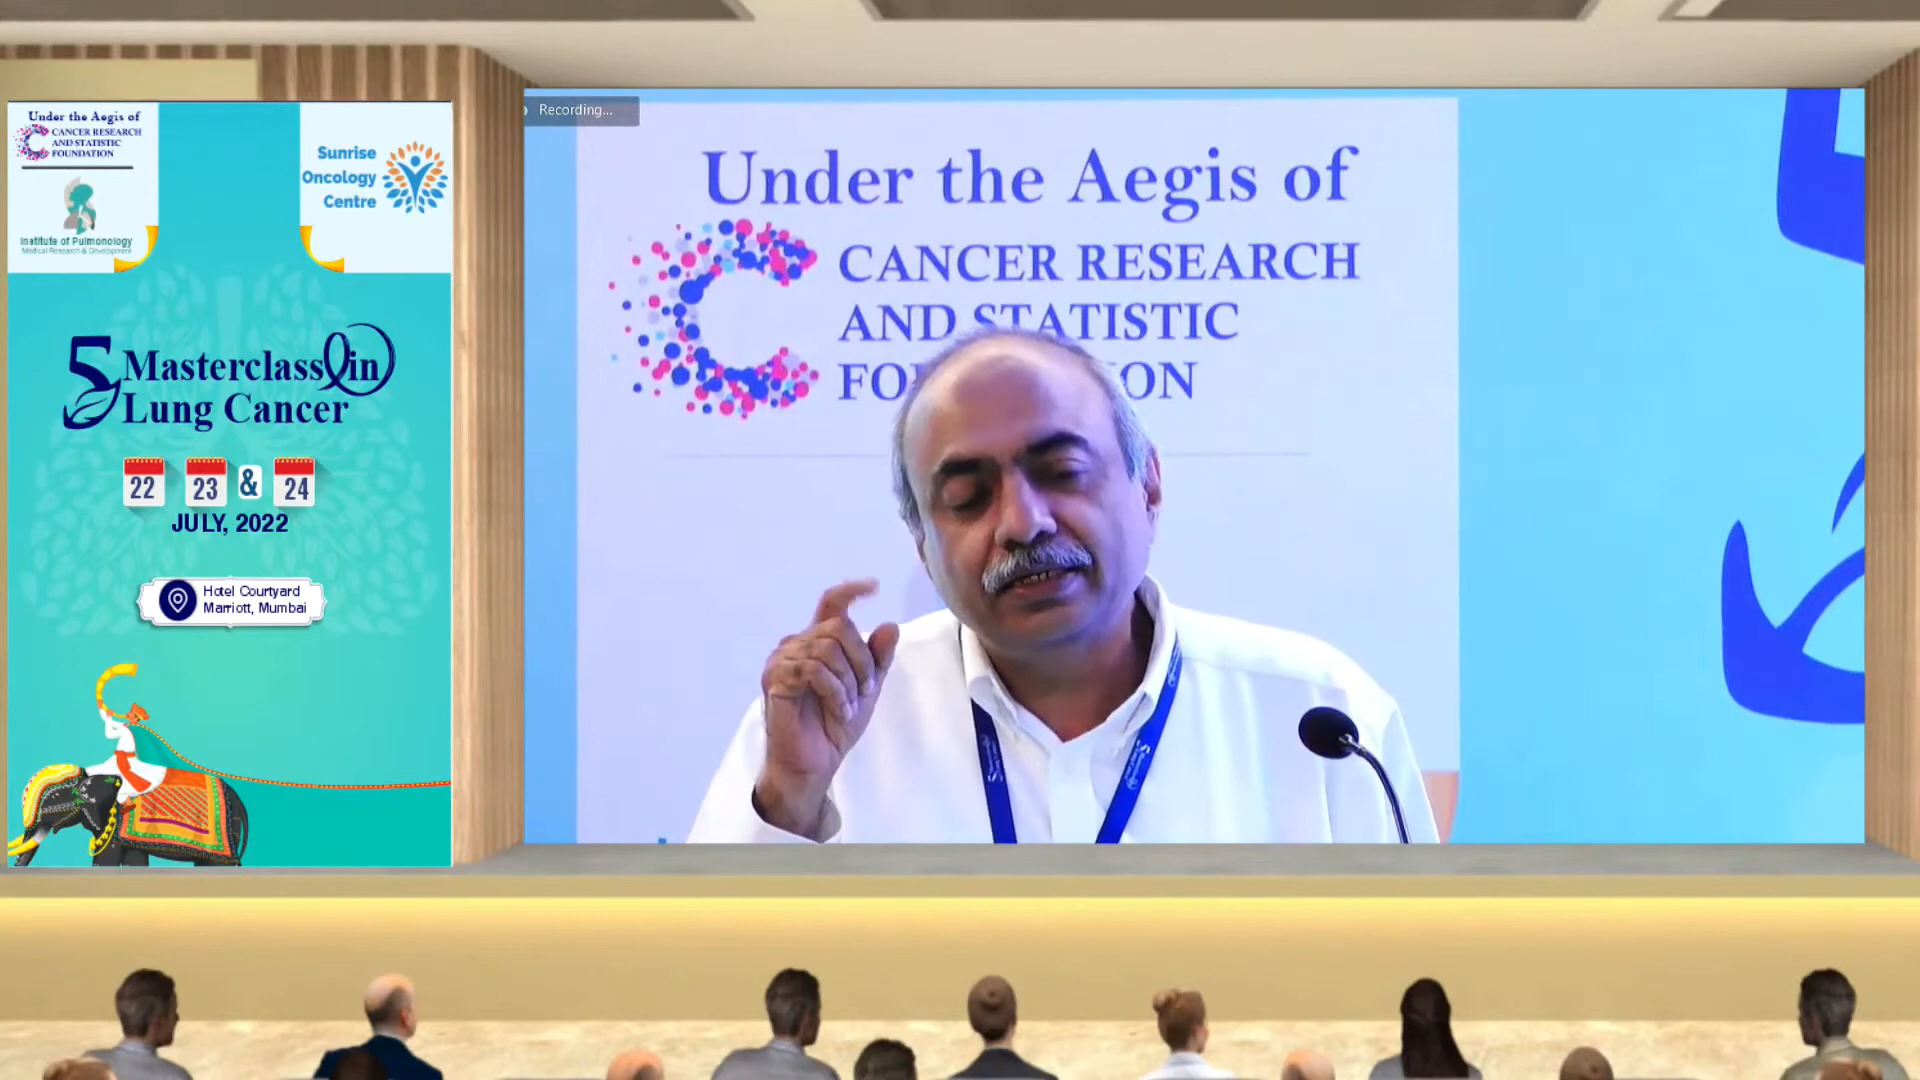 Under the Aegis of
CANCER RESEARCH
AND STATISTIC
FOUNDATION
Institute of Pulmonology
Medical Research & Development
Sunrise
Oncology
Centre
5 Masterclass in
Lung Cancer
22 23 & 24
JULY, 2022
Hotel Courtyard
Marriott, Mumbai
Recording...
Under the Aegis of
CANCER RESEARCH
AND STATISTIC
FO ION